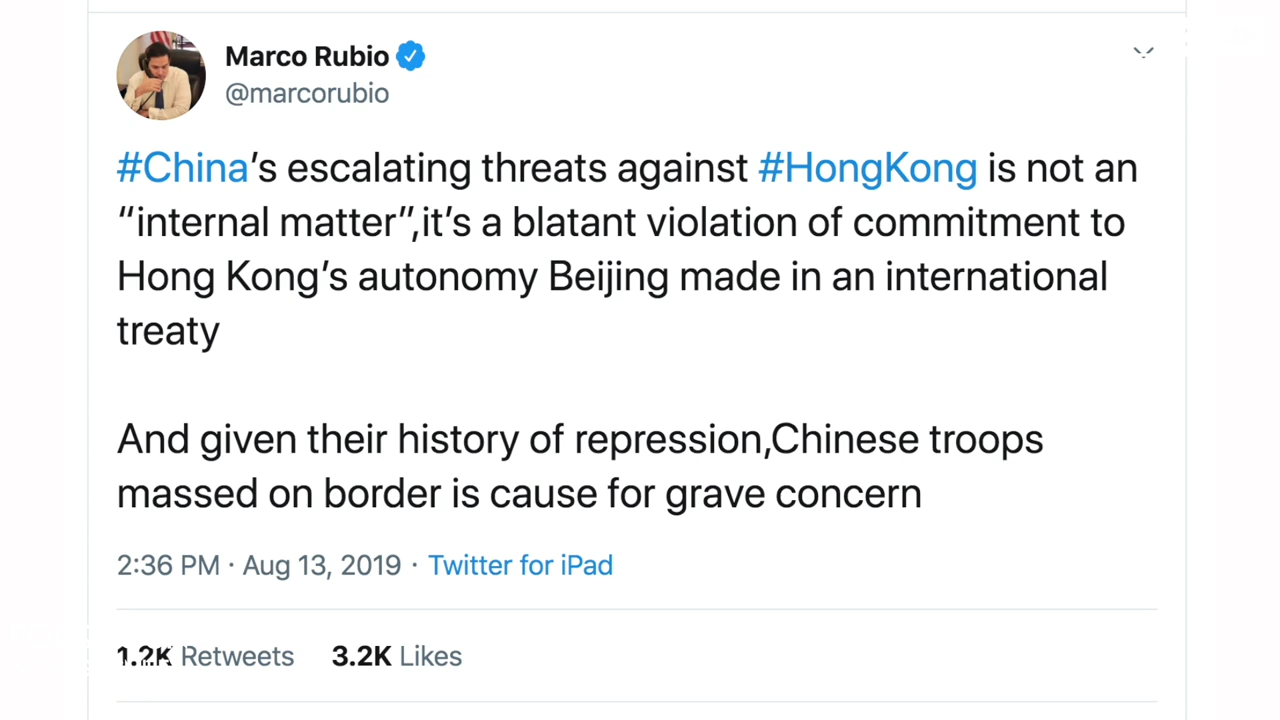 Marco Rubio
@marcorubio
#China’s escalating threats against #HongKong is not an
“internal matter”,it’s a blatant violation of commitment to
Hong Kong’s autonomy Beijing made in an international
treaty
And given their history of repression,Chinese troops
massed on border is cause for grave concern
2:36 PM · Aug 13, 2019 · Twitter for iPad
1.2K Retweets 3.2K Likes